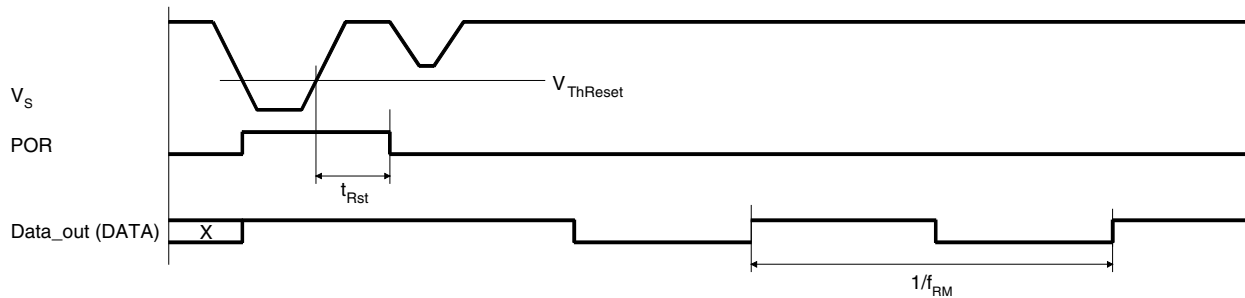 V_S
V_ThReset
POR
t_Rst
Data_out (DATA)
X
1/f_RM